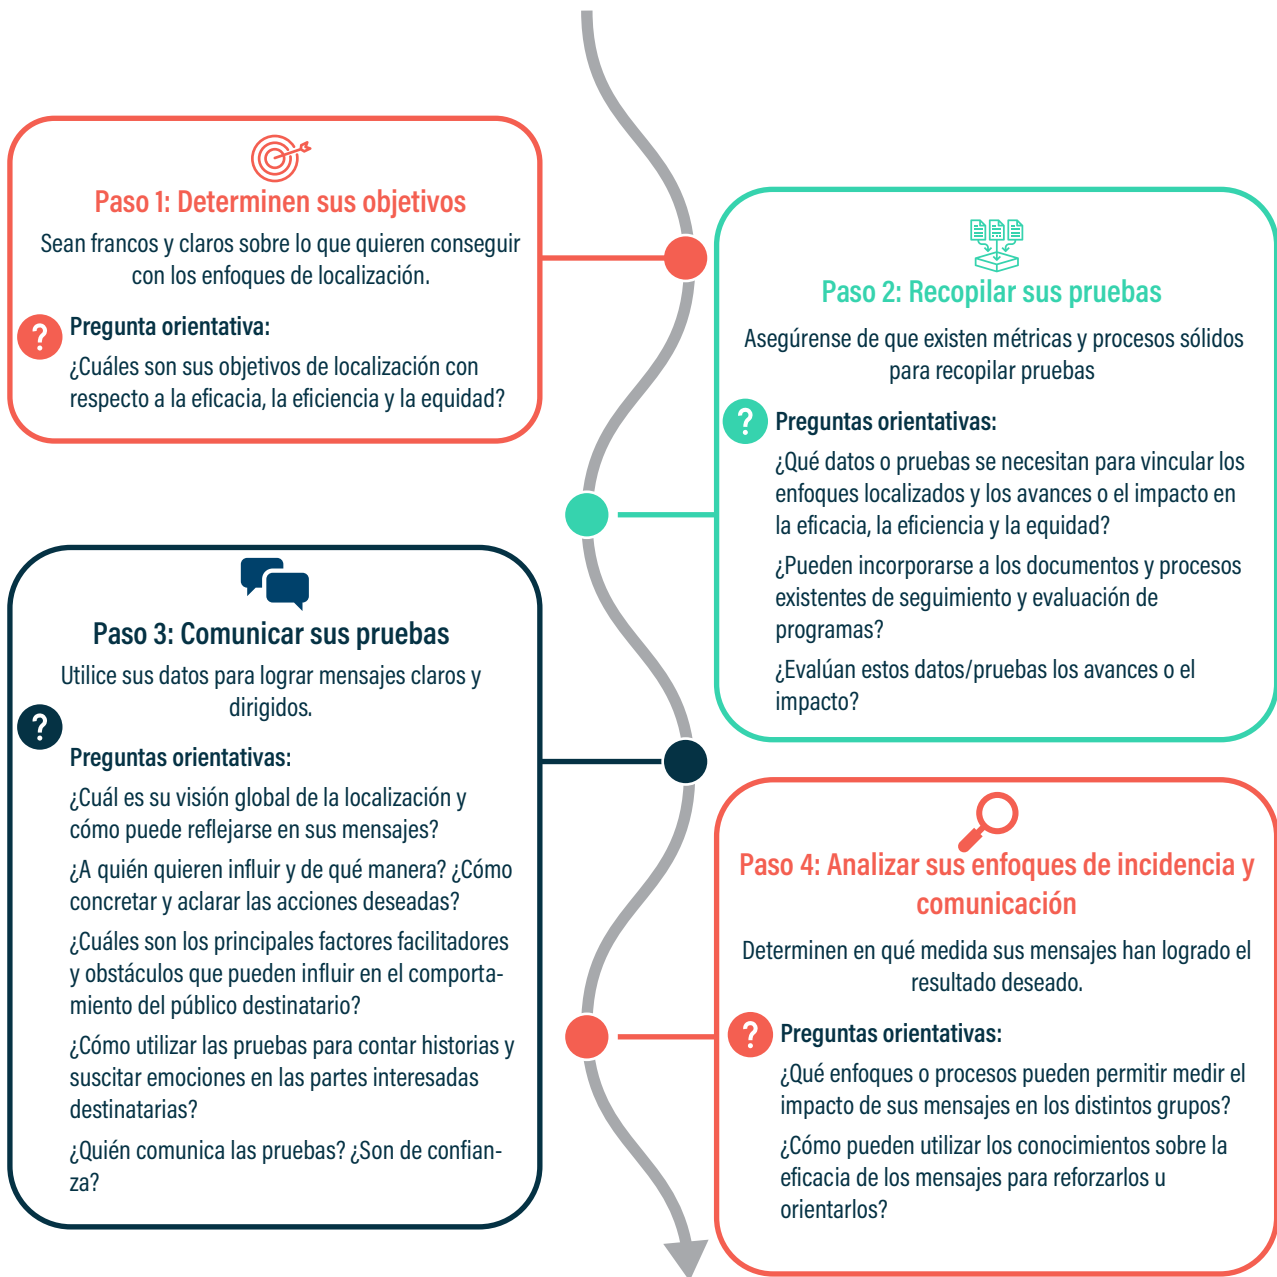 Paso 1: Determinen sus objetivos
Sean francos y claros sobre lo que quieren conseguir
con los enfoques de localización.
?
Pregunta orientativa:
¿Cuáles son sus objetivos de localización con
respecto a la eficacia, la eficiencia y la equidad?
Paso 2: Recopilar sus pruebas
Asegúrense de que existen métricas y procesos sólidos
para recopilar pruebas
?
Preguntas orientativas:
¿Qué datos o pruebas se necesitan para vincular los
enfoques localizados y los avances o el impacto en
la eficacia, la eficiencia y la equidad?
¿Pueden incorporarse a los documentos y procesos
existentes de seguimiento y evaluación de
programas?
¿Evalúan estos datos/pruebas los avances o el
impacto?
Paso 3: Comunicar sus pruebas
Utilice sus datos para lograr mensajes claros y
dirigidos.
?
Preguntas orientativas:
¿Cuál es su visión global de la localización y
cómo puede reflejarse en sus mensajes?
¿A quién quieren influir y de qué manera? ¿Cómo
concretar y aclarar las acciones deseadas?
¿Cuáles son los principales factores facilitadores
y obstáculos que pueden influir en el comporta-
miento del público destinatario?
¿Cómo utilizar las pruebas para contar historias y
suscitar emociones en las partes interesadas
destinatarias?
¿Quién comunica las pruebas? ¿Son de confian-
za?
Paso 4: Analizar sus enfoques de incidencia y
comunicación
Determinen en qué medida sus mensajes han logrado el
resultado deseado.
?
Preguntas orientativas:
¿Qué enfoques o procesos pueden permitir medir el
impacto de sus mensajes en los distintos grupos?
¿Cómo pueden utilizar los conocimientos sobre la
eficacia de los mensajes para reforzarlos u
orientarlos?